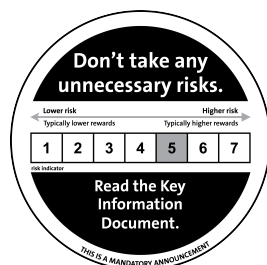 Don’t take any
unnecessary risks.
Lower risk Higher risk
Typically lower rewards Typically higher rewards
1 2 3 4 5 6 7
risk indicator
Read the Key
Information
Document.
THIS IS A MANDATORY ANNOUNCEMENT